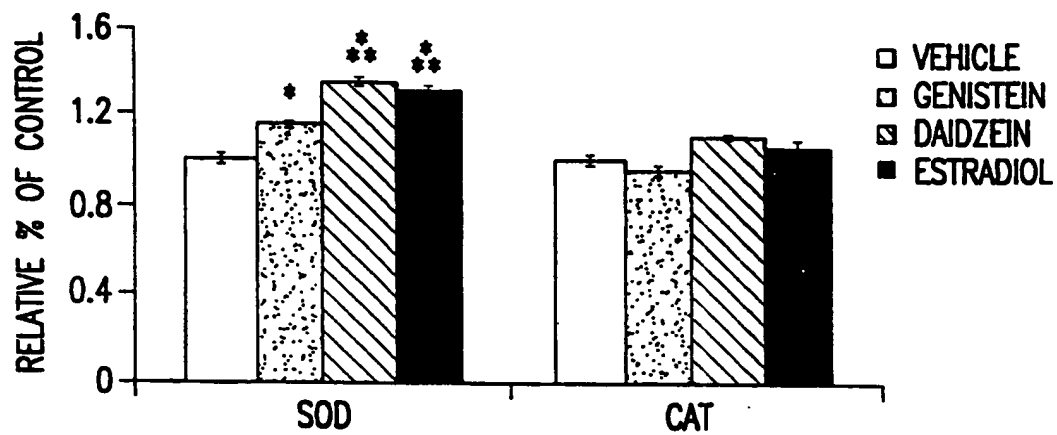 RELATIVE % OF CONTROL
1.6
1.2
0.8
0.4
0
*
*
**
*
**
VEHICLE
GENISTEIN
DAIDZEIN
ESTRADIOL
SOD
CAT